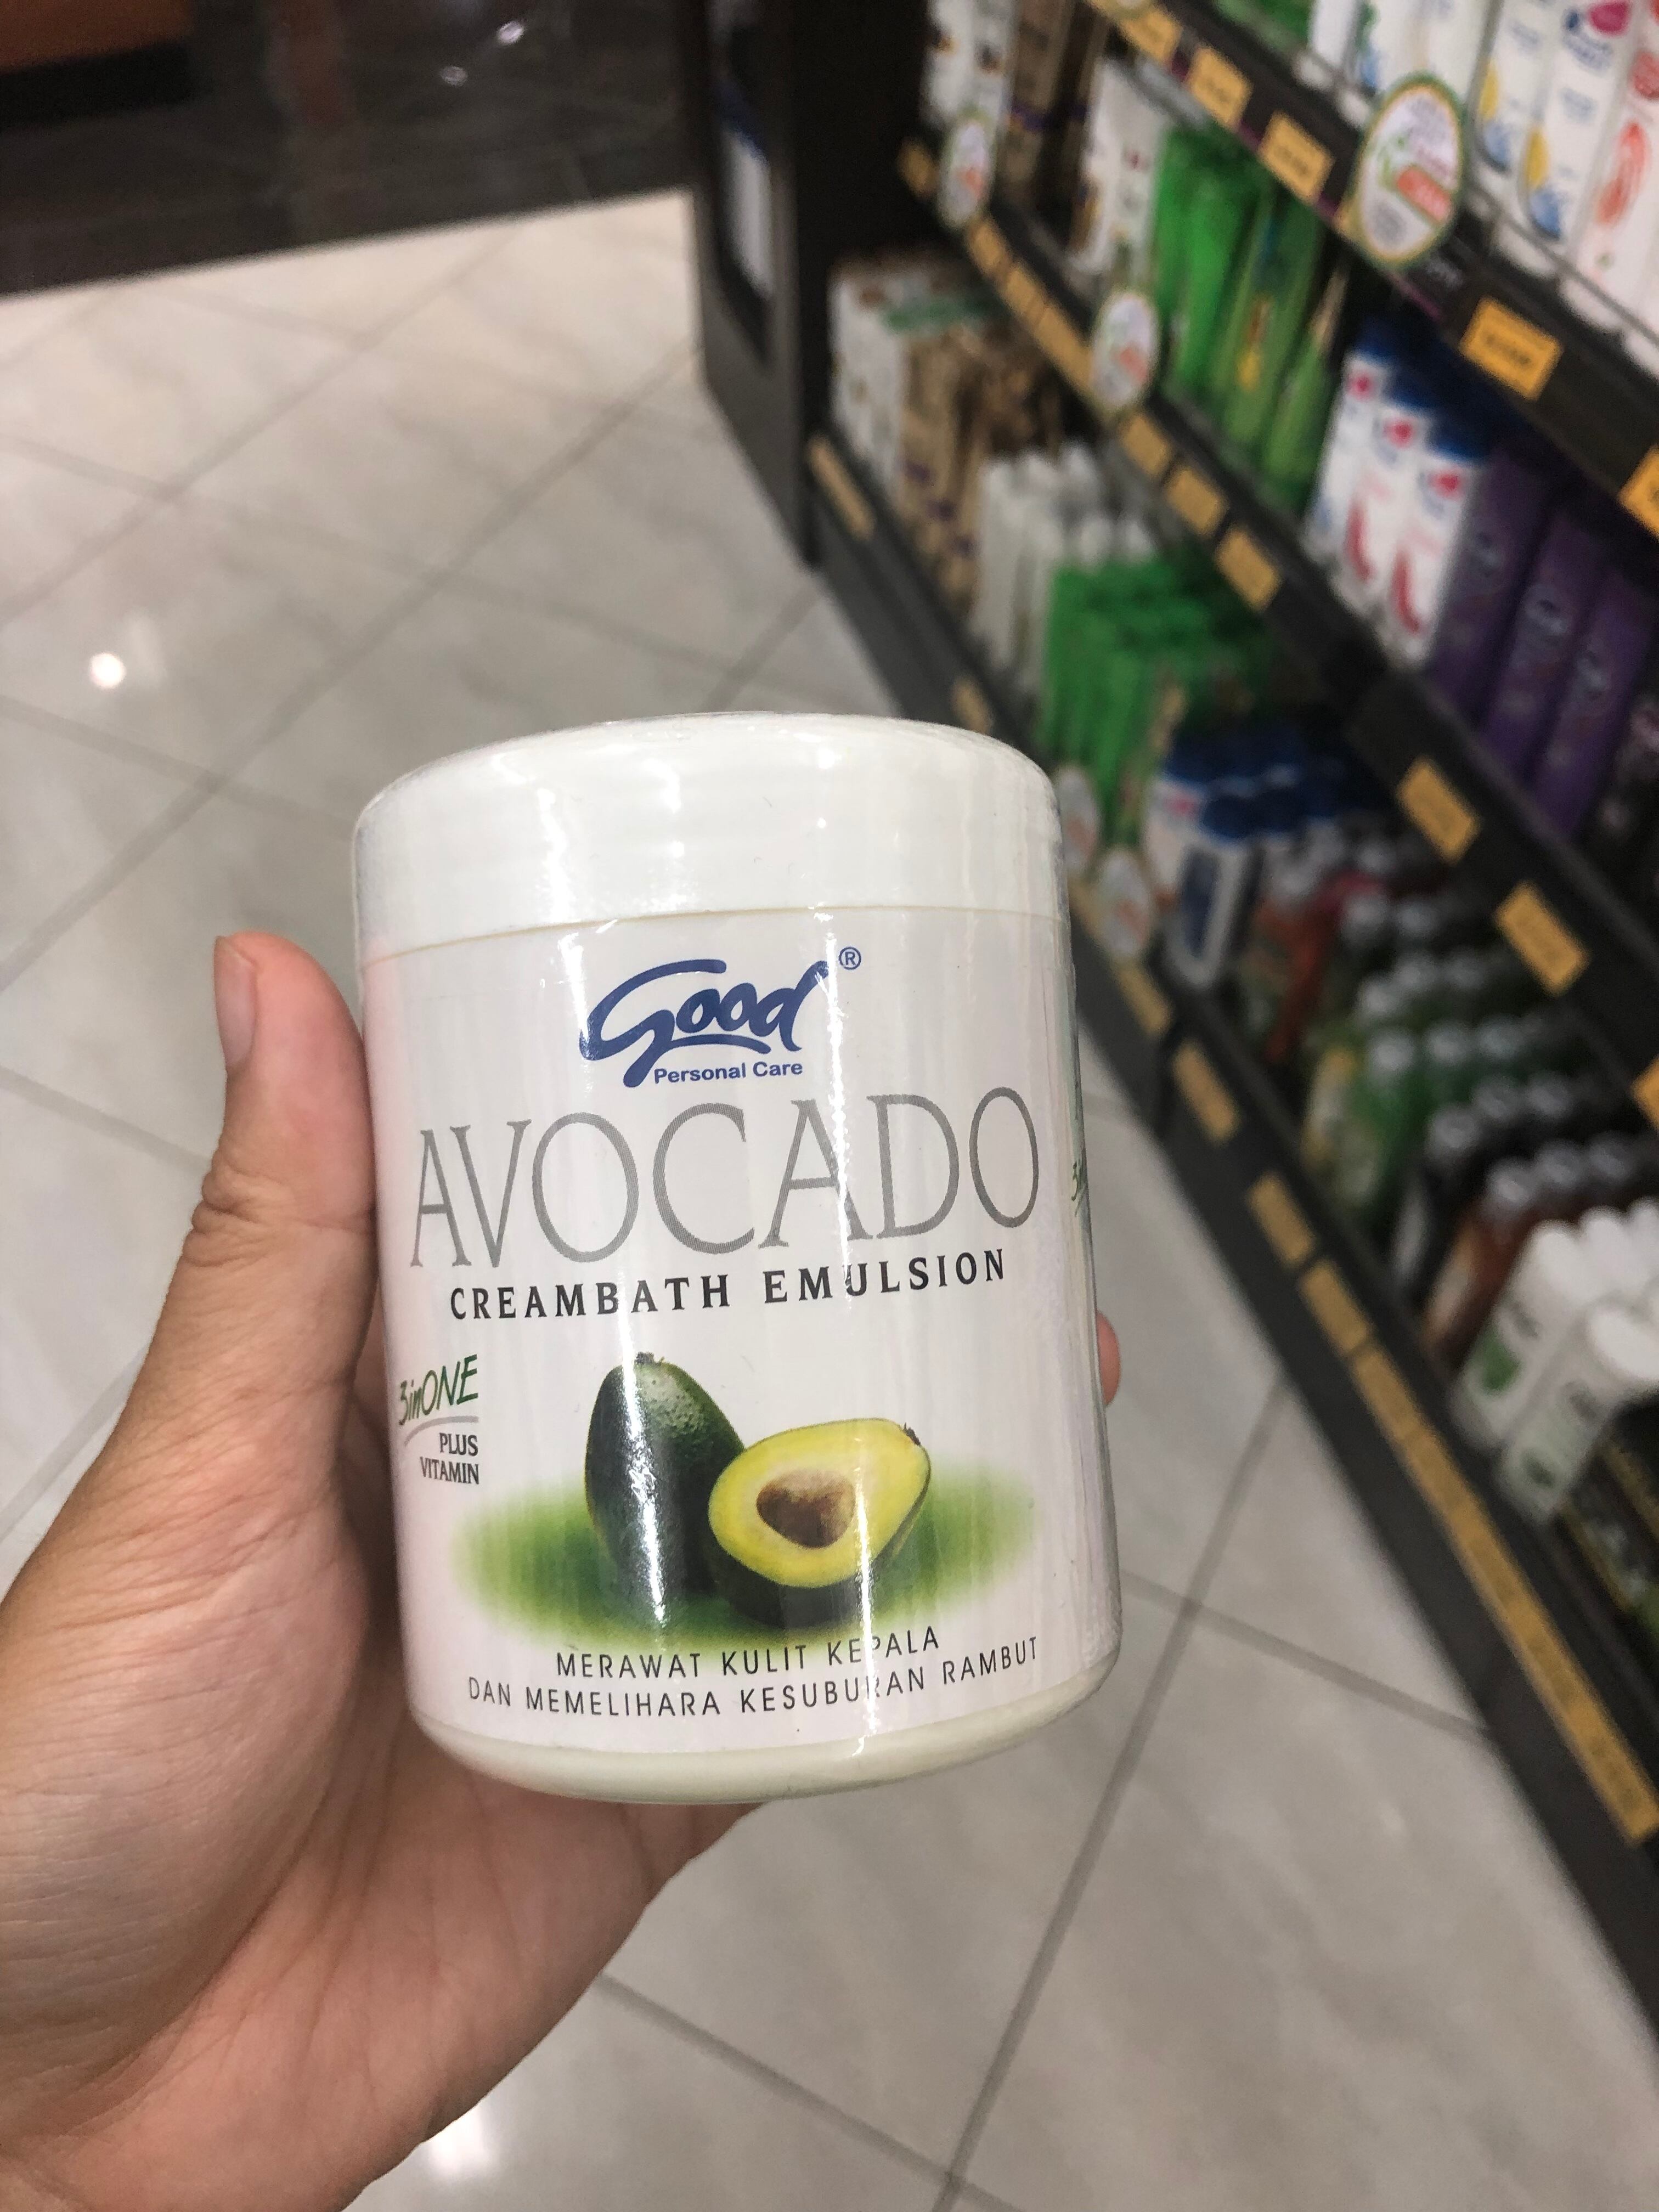 Good®
Personal Care
AVOCADO
CREAMBATH EMULSION
3inONE
PLUS
VITAMIN
MERAWAT KULIT KEPALA
DAN MEMELIHARA KESUBURAN RAMBUT